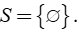 S = {∅}.